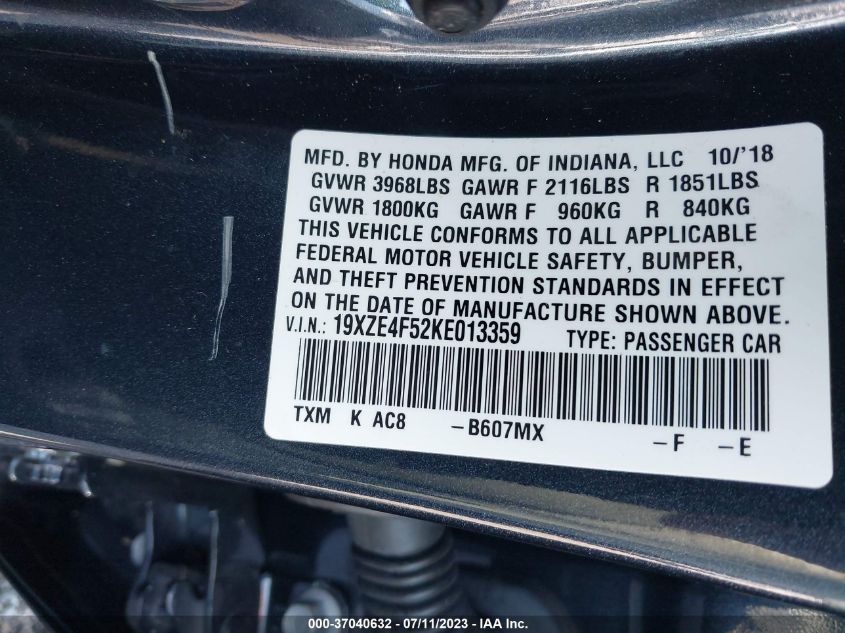 MFD. BY HONDA MFG. OF INDIANA, LLC 10/'18
GVWR 3968LBS GAWR F 2116LBS R 1851LBS
GVWR 1800KG GAWR F 960KG R 840KG
THIS VEHICLE CONFORMS TO ALL APPLICABLE
FEDERAL MOTOR VEHICLE SAFETY, BUMPER,
AND THEFT PREVENTION STANDARDS IN EFFECT
ON THE DATE OF MANUFACTURE SHOWN ABOVE.
V.I.N.: 19XZE4F52KE013359 TYPE: PASSENGER CAR
TXM K AC8 -B607MX -F -E
000-37040632 - 07/11/2023 - IAA Inc.